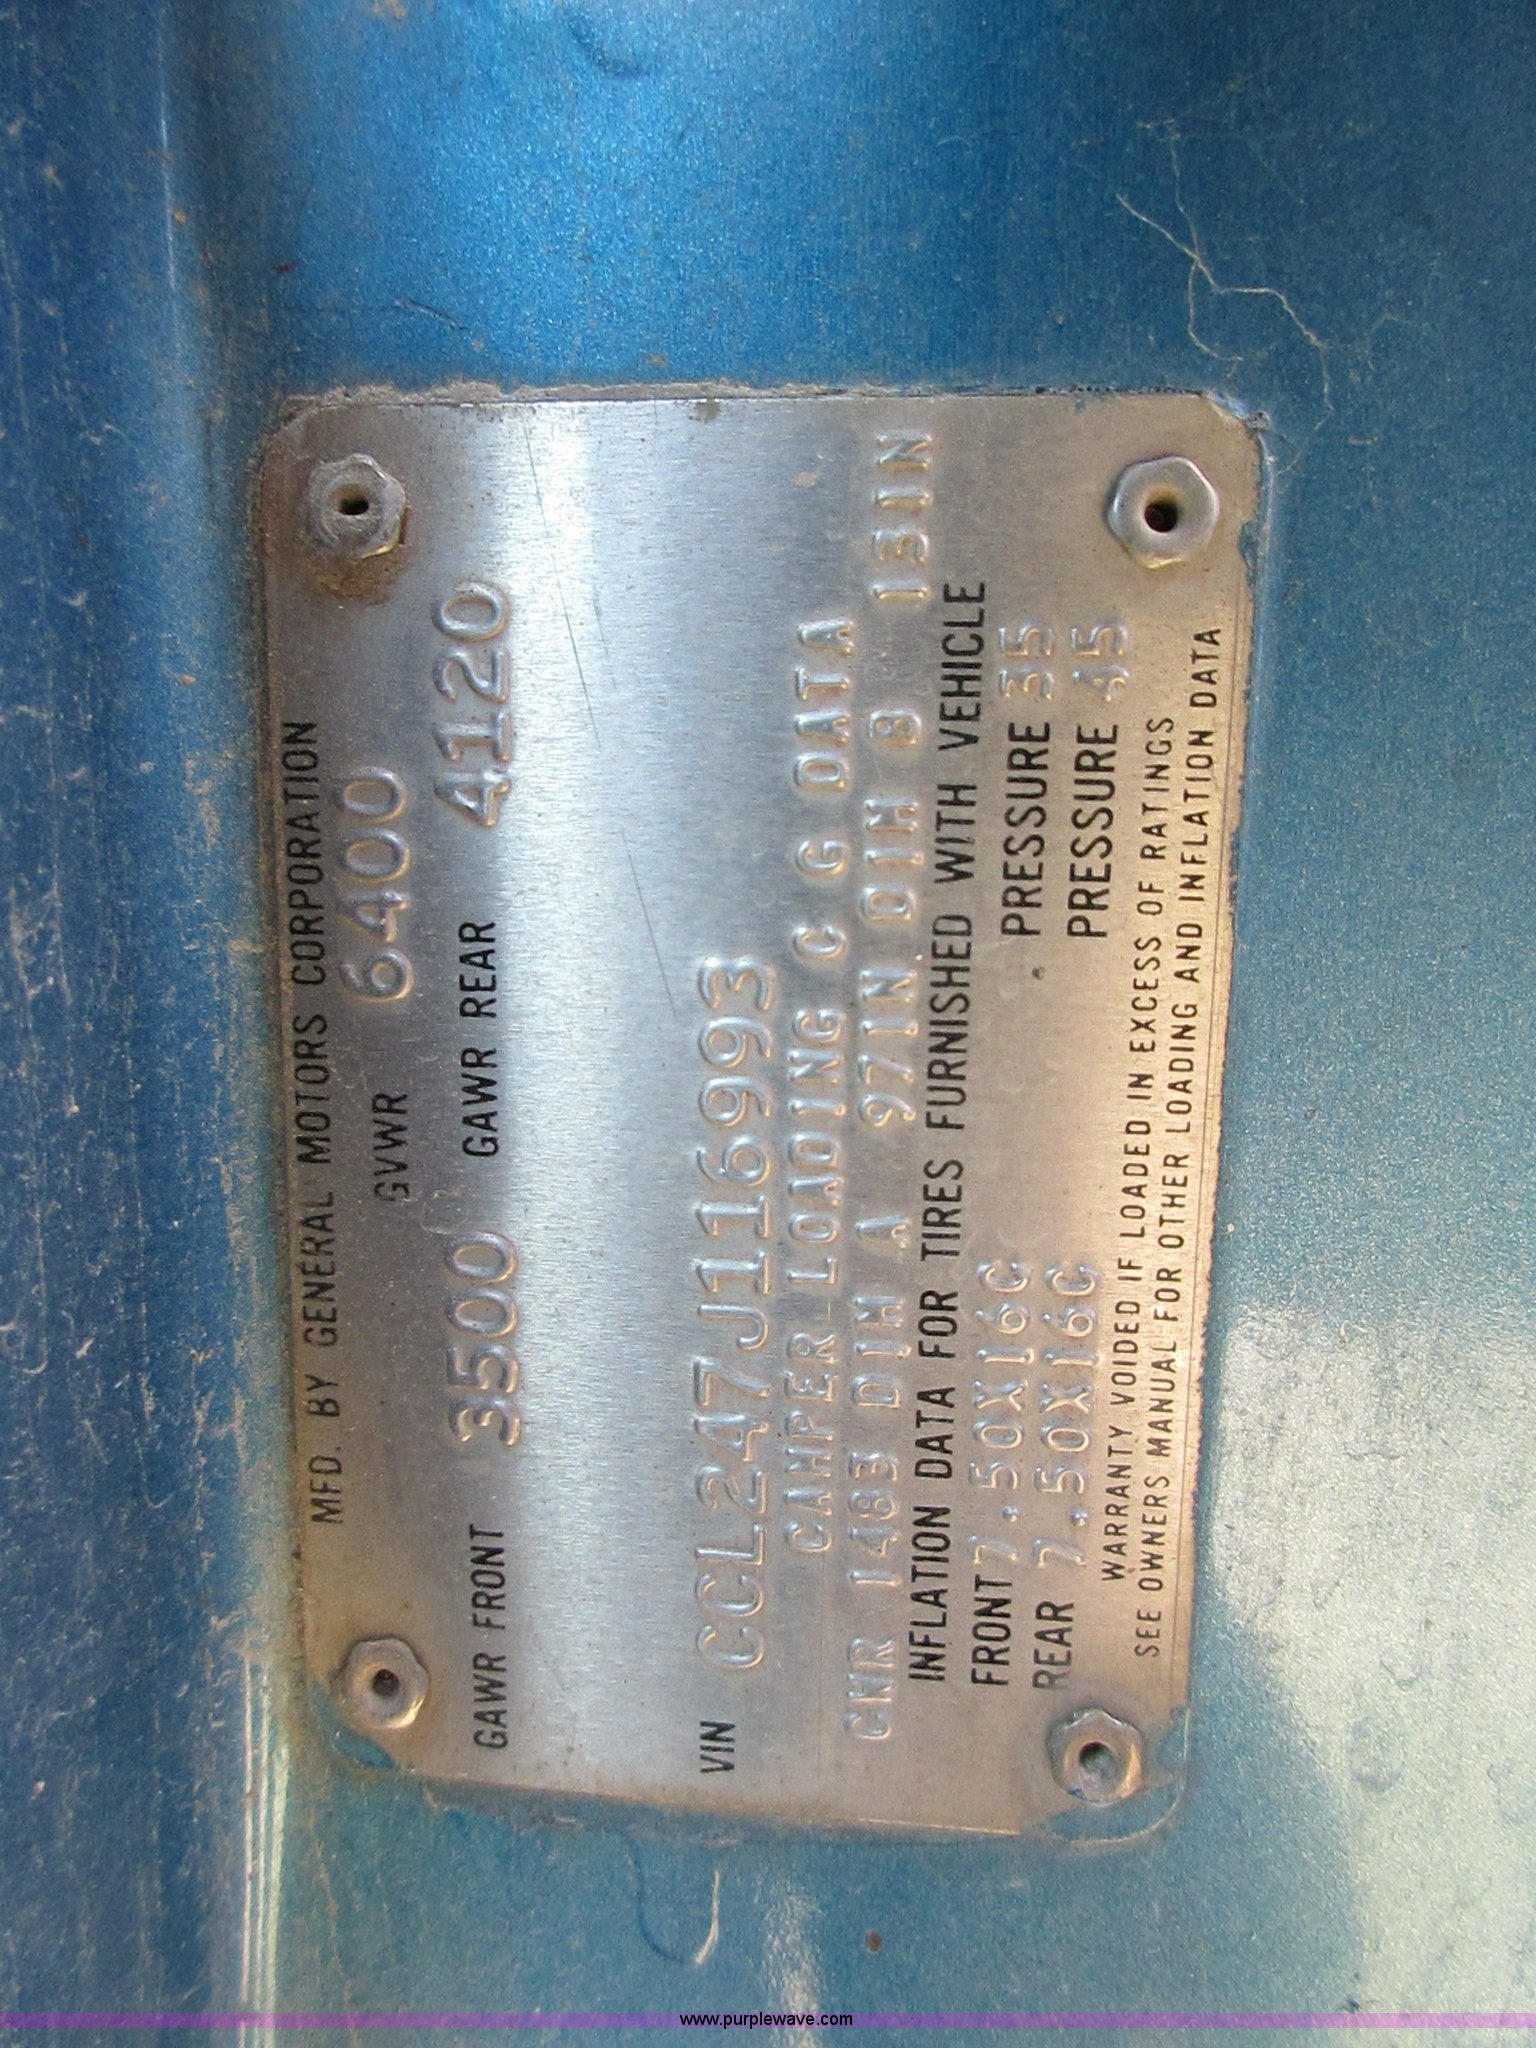 MFD. BY GENERAL MOTORS CORPORATION
GVWR 6400
GAWR FRONT 3500 GAWR REAR 4120
VIN CCL247J116993
CAMPER LOADING C G DATA
CWR 1483 DIM A 97IN DIM B 13IN
INFLATION DATA FOR TIRES FURNISHED WITH VEHICLE
FRONT 7.50X16C PRESSURE 35
REAR 7.50X16C PRESSURE 45
WARRANTY VOIDED IF LOADED IN EXCESS OF RATINGS
SEE OWNERS MANUAL FOR OTHER LOADING AND INFLATION DATA
www.purplewave.com